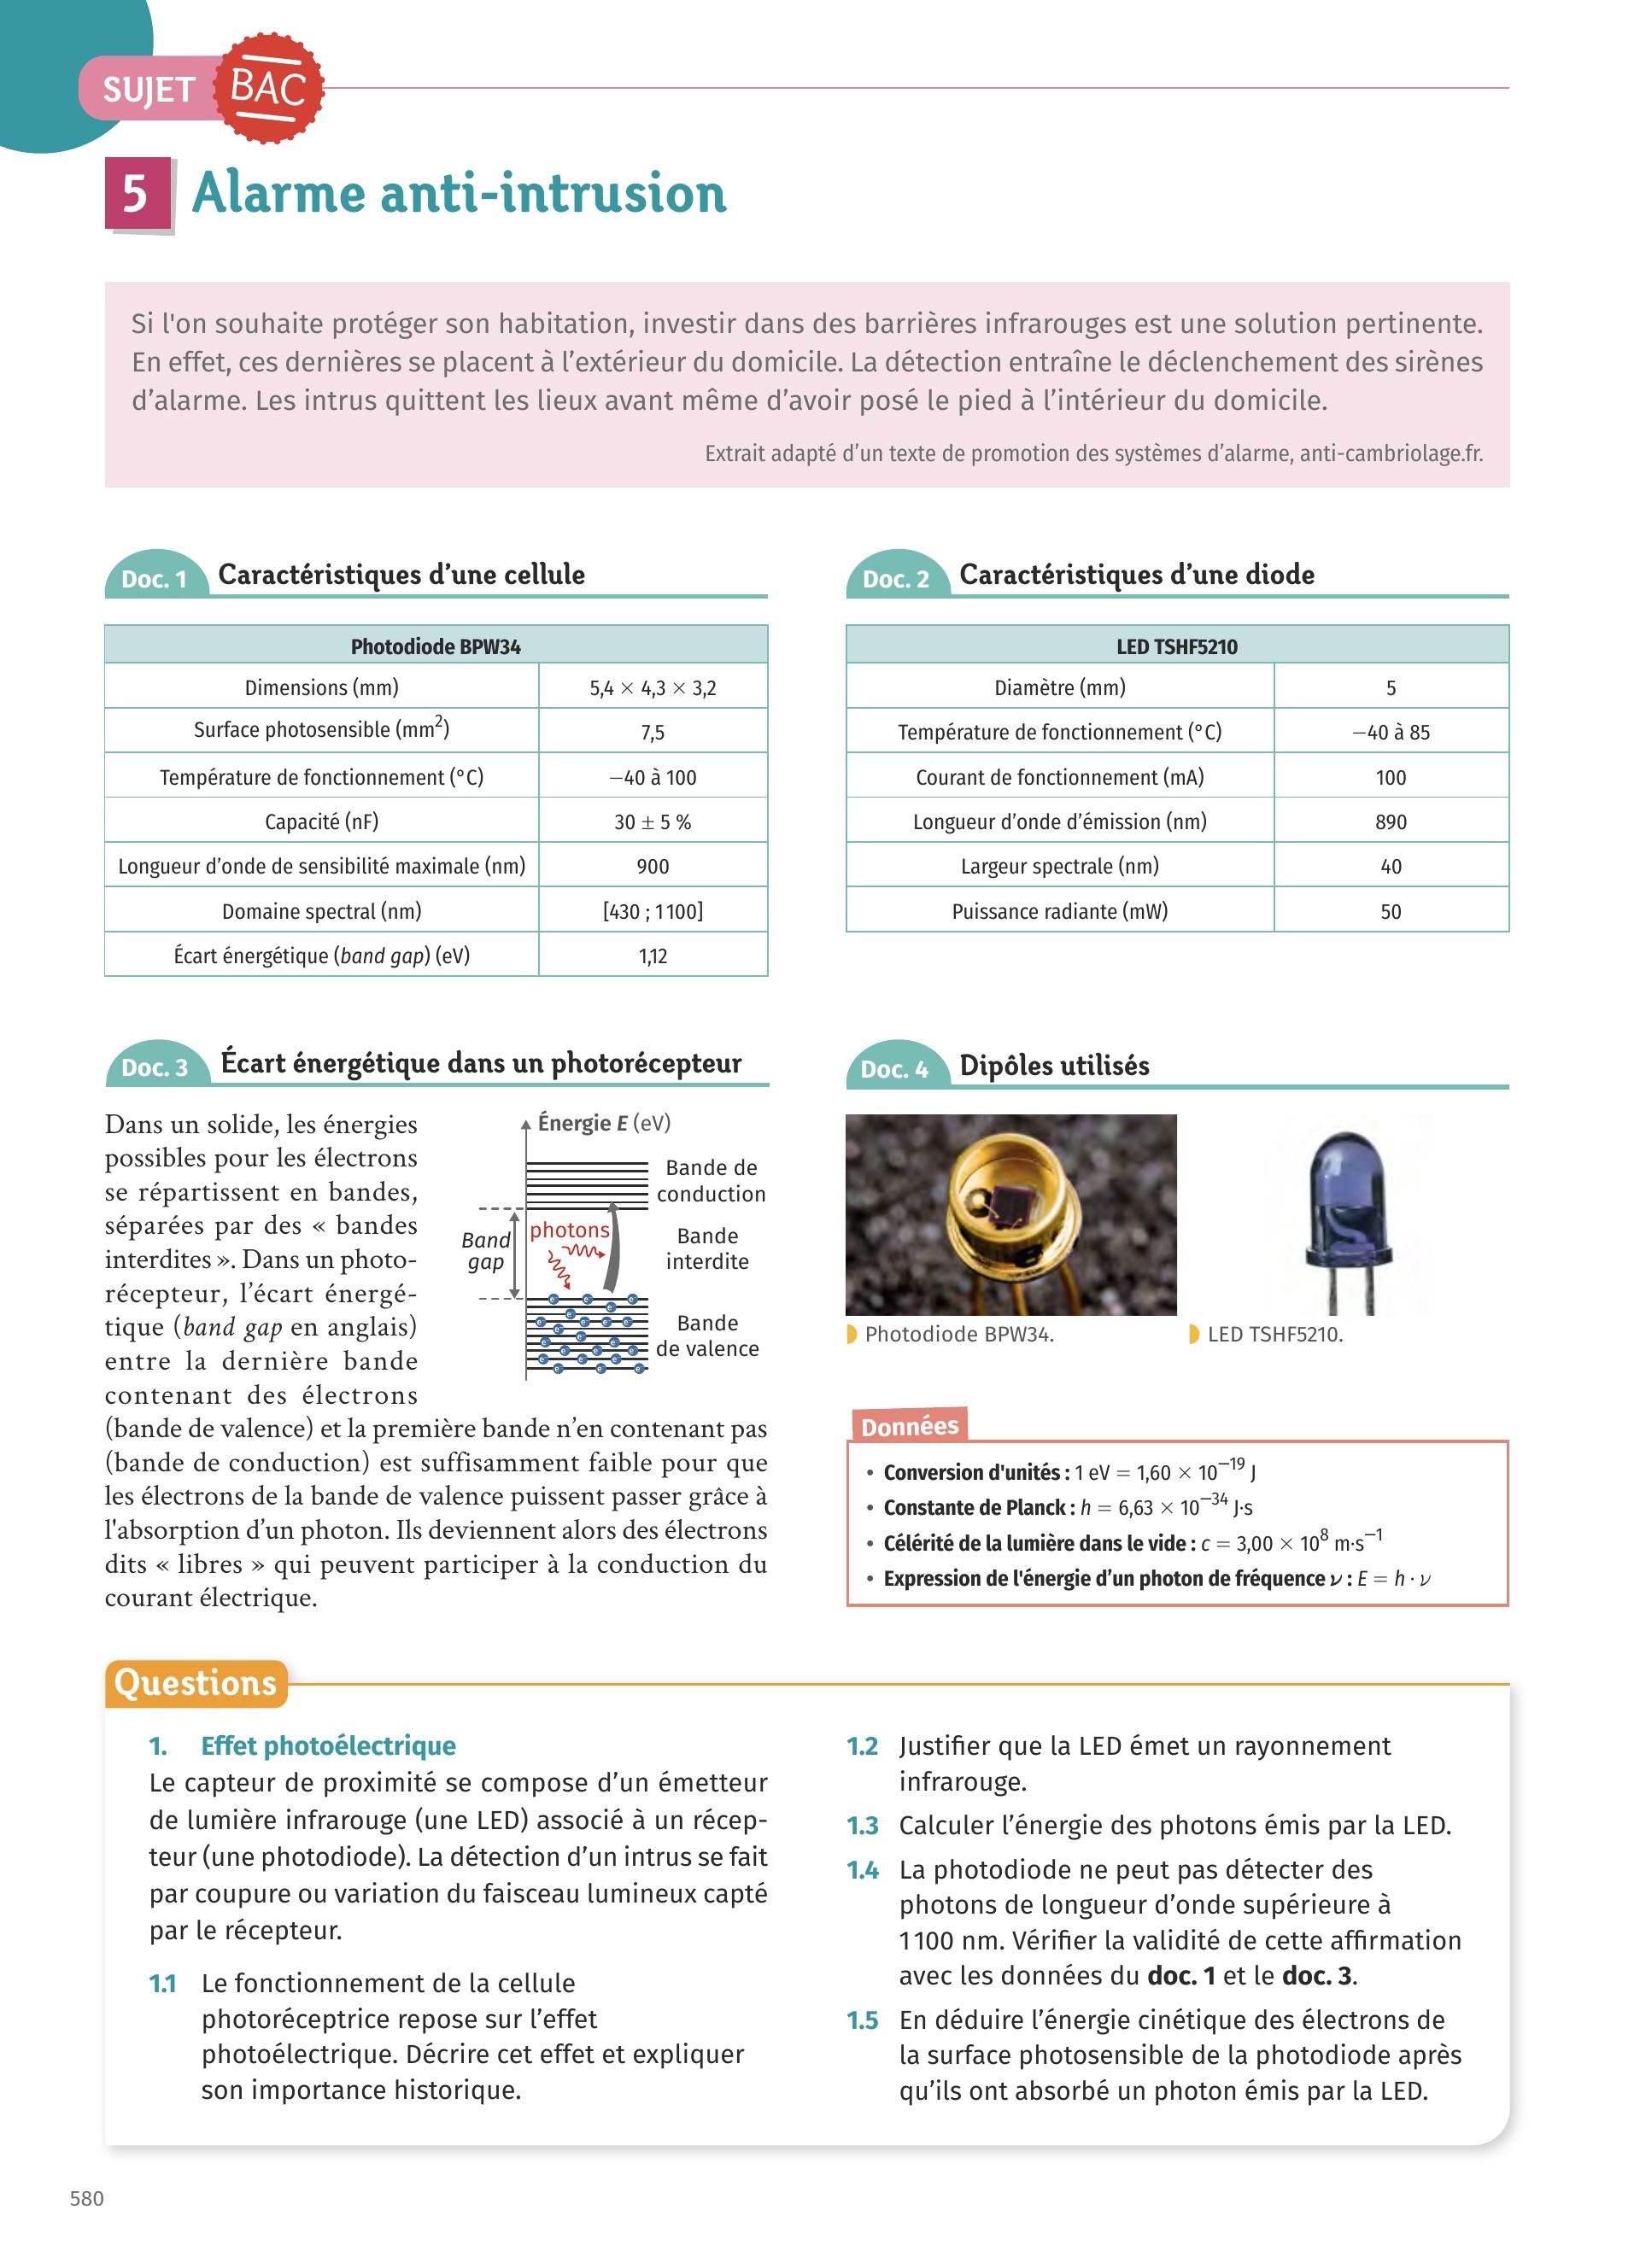 SUJET BAC
5 Alarme anti-intrusion
Si l'on souhaite protéger son habitation, investir dans des barrières infrarouges est une solution pertinente.
En effet, ces dernières se placent à l’extérieur du domicile. La détection entraîne le déclenchement des sirènes
d’alarme. Les intrus quittent les lieux avant même d’avoir posé le pied à l’intérieur du domicile.
Extrait adapté d’un texte de promotion des systèmes d’alarme, anti-cambriolage.fr.
Doc. 1 Caractéristiques d’une cellule
Photodiode BPW34
Dimensions (mm) 5,4 × 4,3 × 3,2
Surface photosensible (mm²) 7,5
Température de fonctionnement (°C) −40 à 100
Capacité (nF) 30 ± 5 %
Longueur d’onde de sensibilité maximale (nm) 900
Domaine spectral (nm) [430 ; 1 100]
Écart énergétique (band gap) (eV) 1,12
Doc. 2 Caractéristiques d’une diode
LED TSHF5210
Diamètre (mm) 5
Température de fonctionnement (°C) −40 à 85
Courant de fonctionnement (mA) 100
Longueur d’onde d’émission (nm) 890
Largeur spectrale (nm) 40
Puissance radiante (mW) 50
Doc. 3 Écart énergétique dans un photorécepteur
Dans un solide, les énergies
possibles pour les électrons
se répartissent en bandes,
séparées par des « bandes
interdites ». Dans un photo-
récepteur, l’écart énergé-
tique (band gap en anglais)
entre la dernière bande
contenant des électrons
(bande de valence) et la première bande n’en contenant pas
(bande de conduction) est suffisamment faible pour que
les électrons de la bande de valence puissent passer grâce à
l'absorption d’un photon. Ils deviennent alors des électrons
dits « libres » qui peuvent participer à la conduction du
courant électrique.
Énergie E (eV)
Bande de
conduction
Band
gap
photons
Bande
interdite
Bande
de valence
Doc. 4 Dipôles utilisés
Photodiode BPW34.
LED TSHF5210.
Données
• Conversion d'unités : 1 eV = 1,60 × 10⁻¹⁹ J
• Constante de Planck : h = 6,63 × 10⁻³⁴ J·s
• Célérité de la lumière dans le vide : c = 3,00 × 10⁸ m·s⁻¹
• Expression de l'énergie d’un photon de fréquence ν : E = h · ν
Questions
1. Effet photoélectrique
Le capteur de proximité se compose d’un émetteur
de lumière infrarouge (une LED) associé à un récep-
teur (une photodiode). La détection d’un intrus se fait
par coupure ou variation du faisceau lumineux capté
par le récepteur.
1.1 Le fonctionnement de la cellule
photoréceptrice repose sur l’effet
photoélectrique. Décrire cet effet et expliquer
son importance historique.
1.2 Justifier que la LED émet un rayonnement
infrarouge.
1.3 Calculer l’énergie des photons émis par la LED.
1.4 La photodiode ne peut pas détecter des
photons de longueur d’onde supérieure à
1 100 nm. Vérifier la validité de cette affirmation
avec les données du doc. 1 et le doc. 3.
1.5 En déduire l’énergie cinétique des électrons de
la surface photosensible de la photodiode après
qu’ils ont absorbé un photon émis par la LED.
580